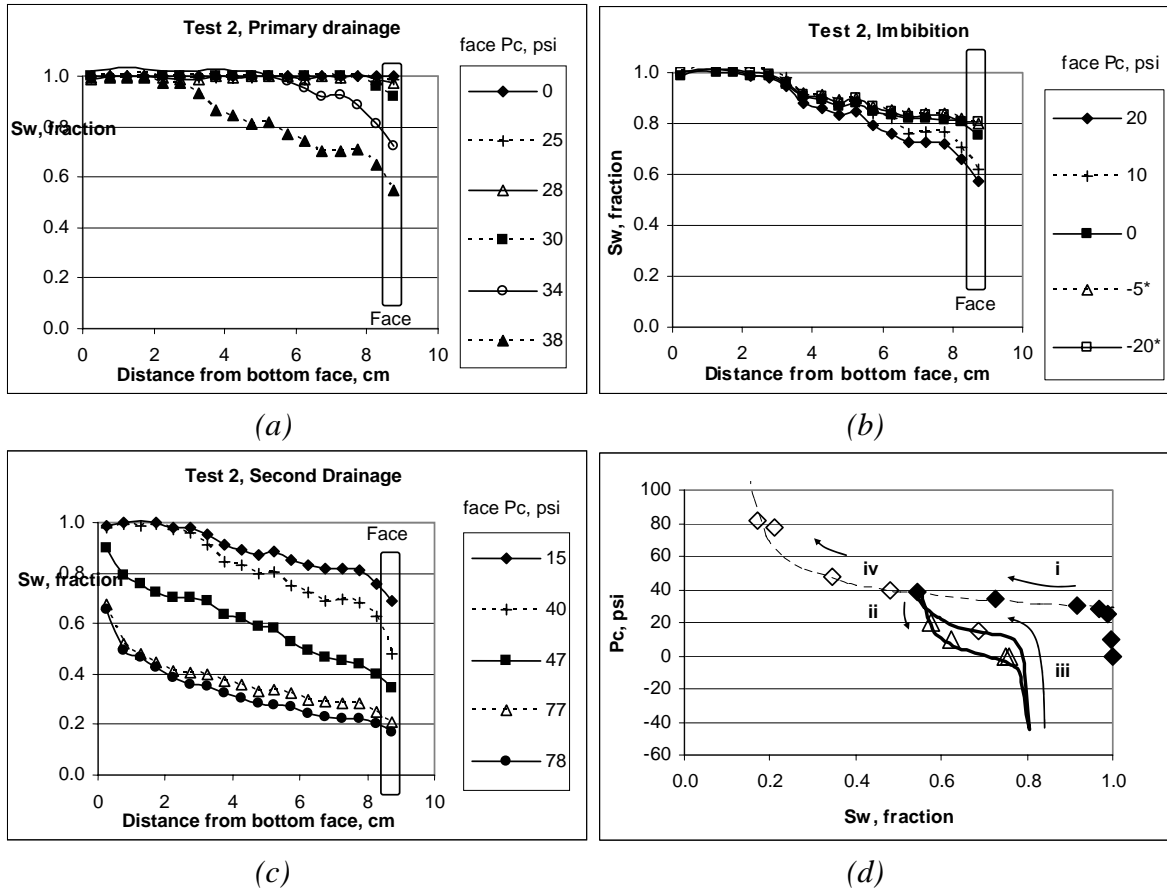 Test 2, Primary drainage
face Pc, psi
1.0
0.8
0.6
0.4
0.2
0.0
Sw, fraction
0
25
28
30
34
38
Face
0 2 4 6 8 10
Distance from bottom face, cm
(a)
Test 2, Imbibition
face Pc, psi
1.0
0.8
0.6
0.4
0.2
0.0
Sw, fraction
20
10
0
-5*
-20*
Face
0 2 4 6 8 10
Distance from bottom face, cm
(b)
Test 2, Second Drainage
face Pc, psi
1.0
0.8
0.6
0.4
0.2
0.0
Sw, fraction
Face
15
40
47
77
78
0 2 4 6 8 10
Distance from bottom face, cm
(c)
100
80
60
40
20
0
-20
-40
-60
Pc, psi
i
iv
ii
iii
0.0 0.2 0.4 0.6 0.8 1.0
Sw, fraction
(d)